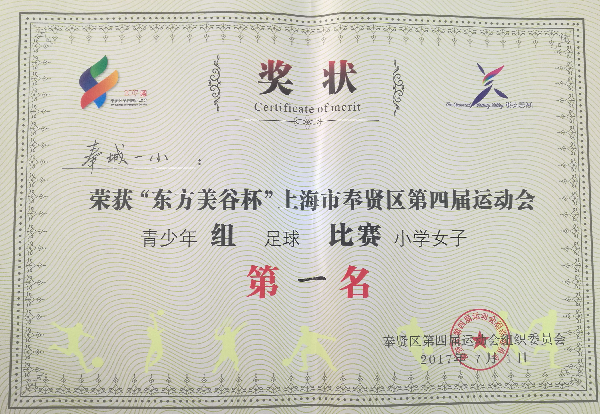 奖状
Certificate of merit
奉城一小:
荣获“东方美谷杯”上海市奉贤区第四届运动会
青少年 组 足球 比赛 小学女子
第一名
奉贤区第四届运动会组织委员会
2017年7月 日